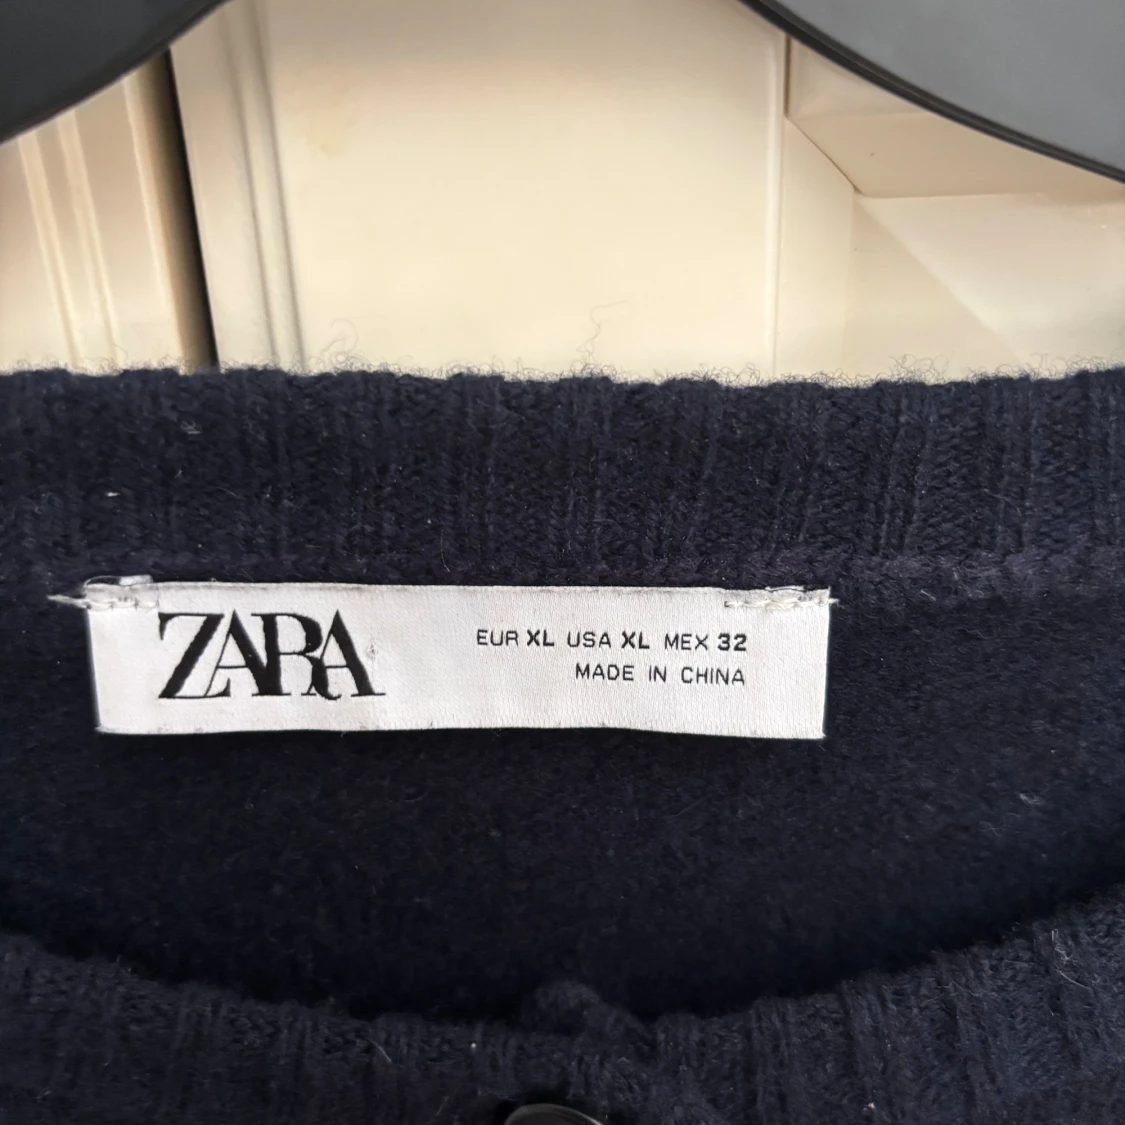 ZARA
EUR XL USA XL MEX 32
MADE IN CHINA